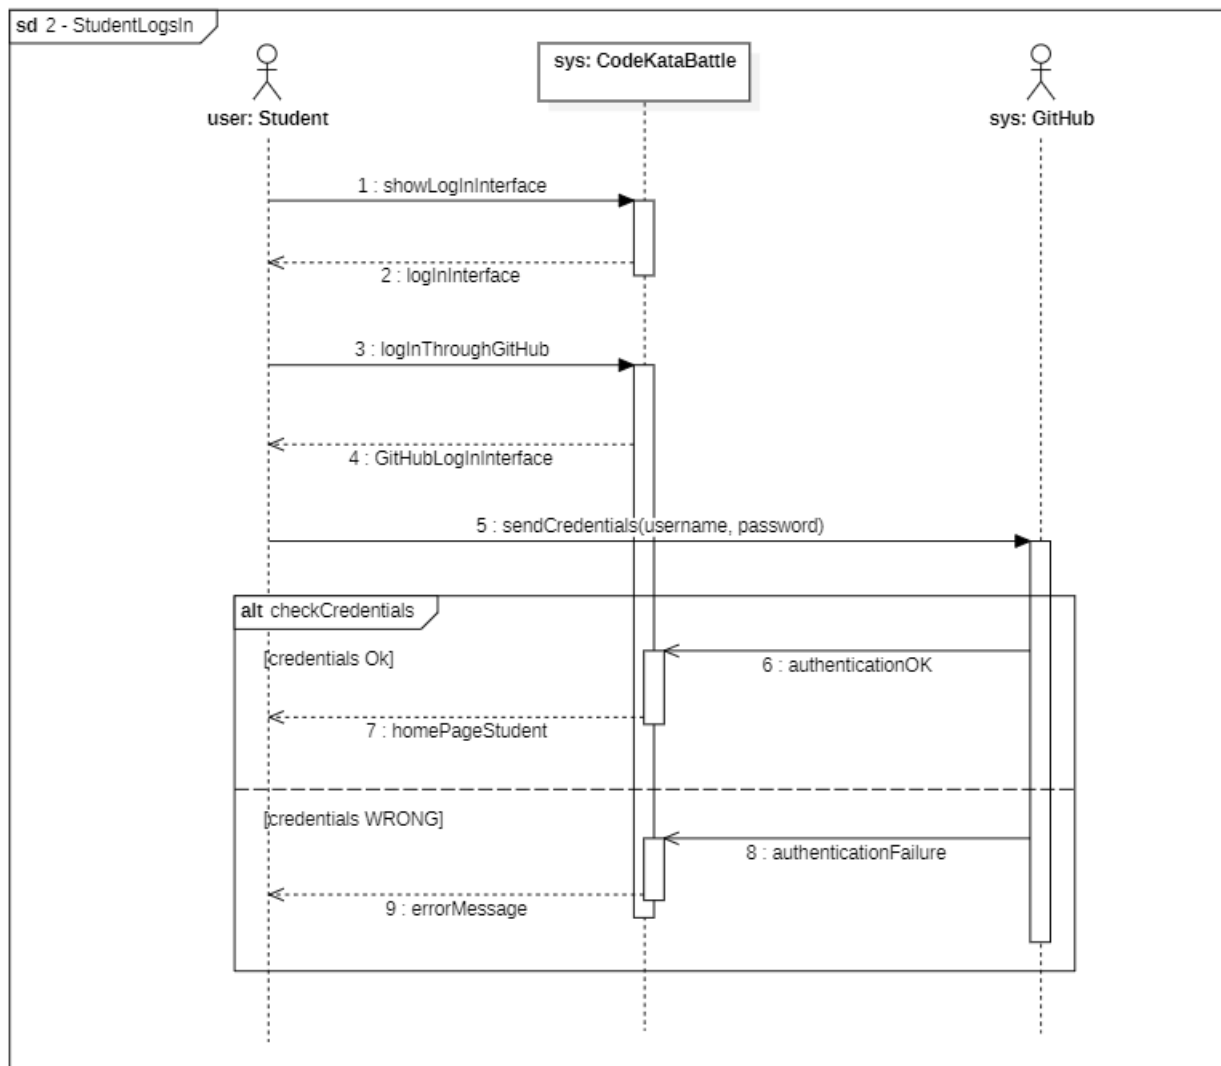 sd 2 - StudentLogsIn
user: Student
sys: CodeKataBattle
sys: GitHub
1 : showLogInInterface
2 : logInInterface
3 : logInThroughGitHub
4 : GitHubLogInInterface
5 : sendCredentials(username, password)
alt checkCredentials
[credentials Ok]
6 : authenticationOK
7 : homePageStudent
[credentials WRONG]
8 : authenticationFailure
9 : errorMessage